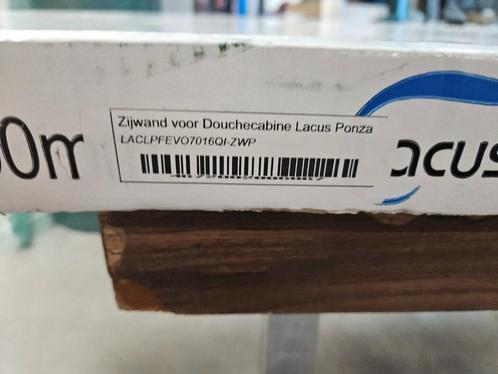 Zijwand voor Douchecabine Lacus Ponza
LACLPFEVO7016QI-ZWP
0m
acus